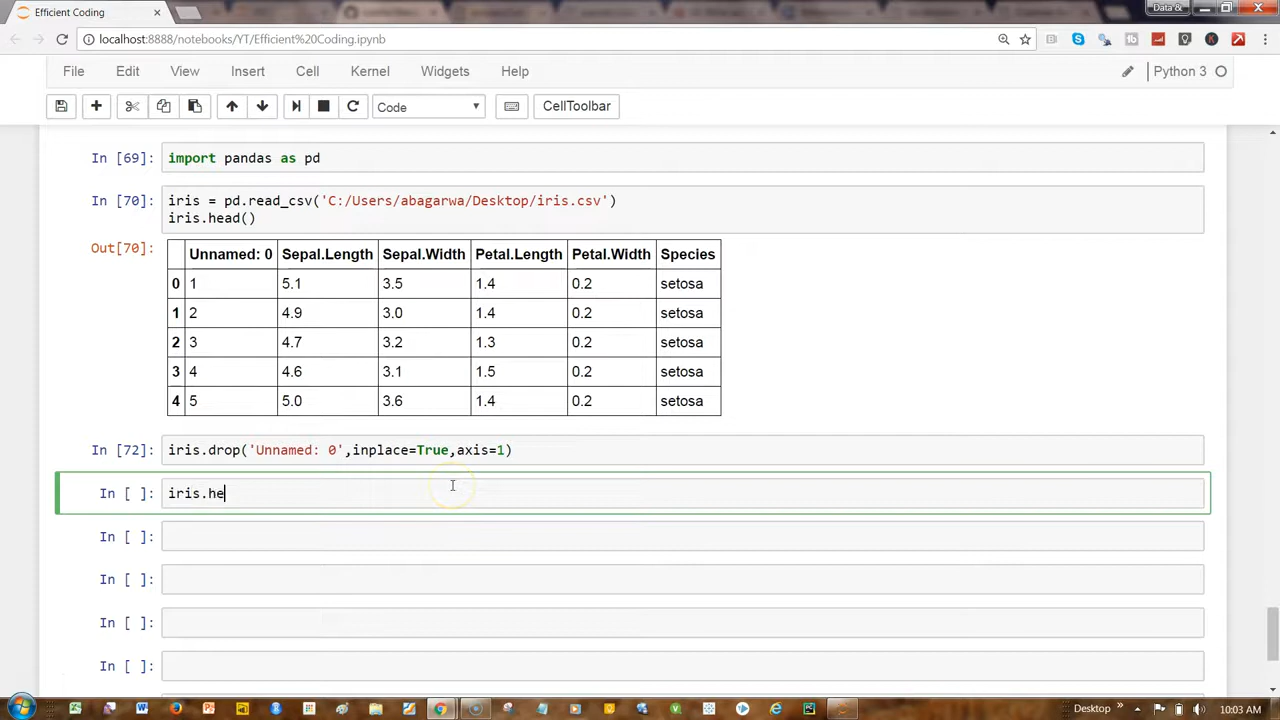 Efficient Coding
Data &
localhost:8888/notebooks/YT/Efficient%20Coding.ipynb
File Edit View Insert Cell Kernel Widgets Help
Python 3
Code
CellToolbar
In [69]: import pandas as pd
In [70]: iris = pd.read_csv('C:/Users/abagarwa/Desktop/iris.csv')
iris.head()
Out[70]:
Unnamed: 0 Sepal.Length Sepal.Width Petal.Length Petal.Width Species
0 1 5.1 3.5 1.4 0.2 setosa
1 2 4.9 3.0 1.4 0.2 setosa
2 3 4.7 3.2 1.3 0.2 setosa
3 4 4.6 3.1 1.5 0.2 setosa
4 5 5.0 3.6 1.4 0.2 setosa
In [72]: iris.drop('Unnamed: 0',inplace=True,axis=1)
In [ ]: iris.he
In [ ]:
In [ ]:
In [ ]:
In [ ]:
Desktop
10:03 AM